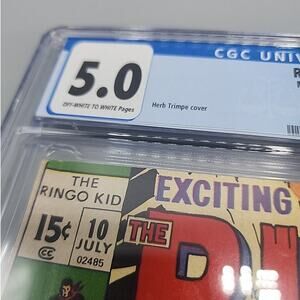 CGC UNIV
5.0
OFF-WHITE TO WHITE Pages
Herb Trimpe cover
THE
RINGO KID
15¢ 10
CC JULY
02485
EXCITING
THE